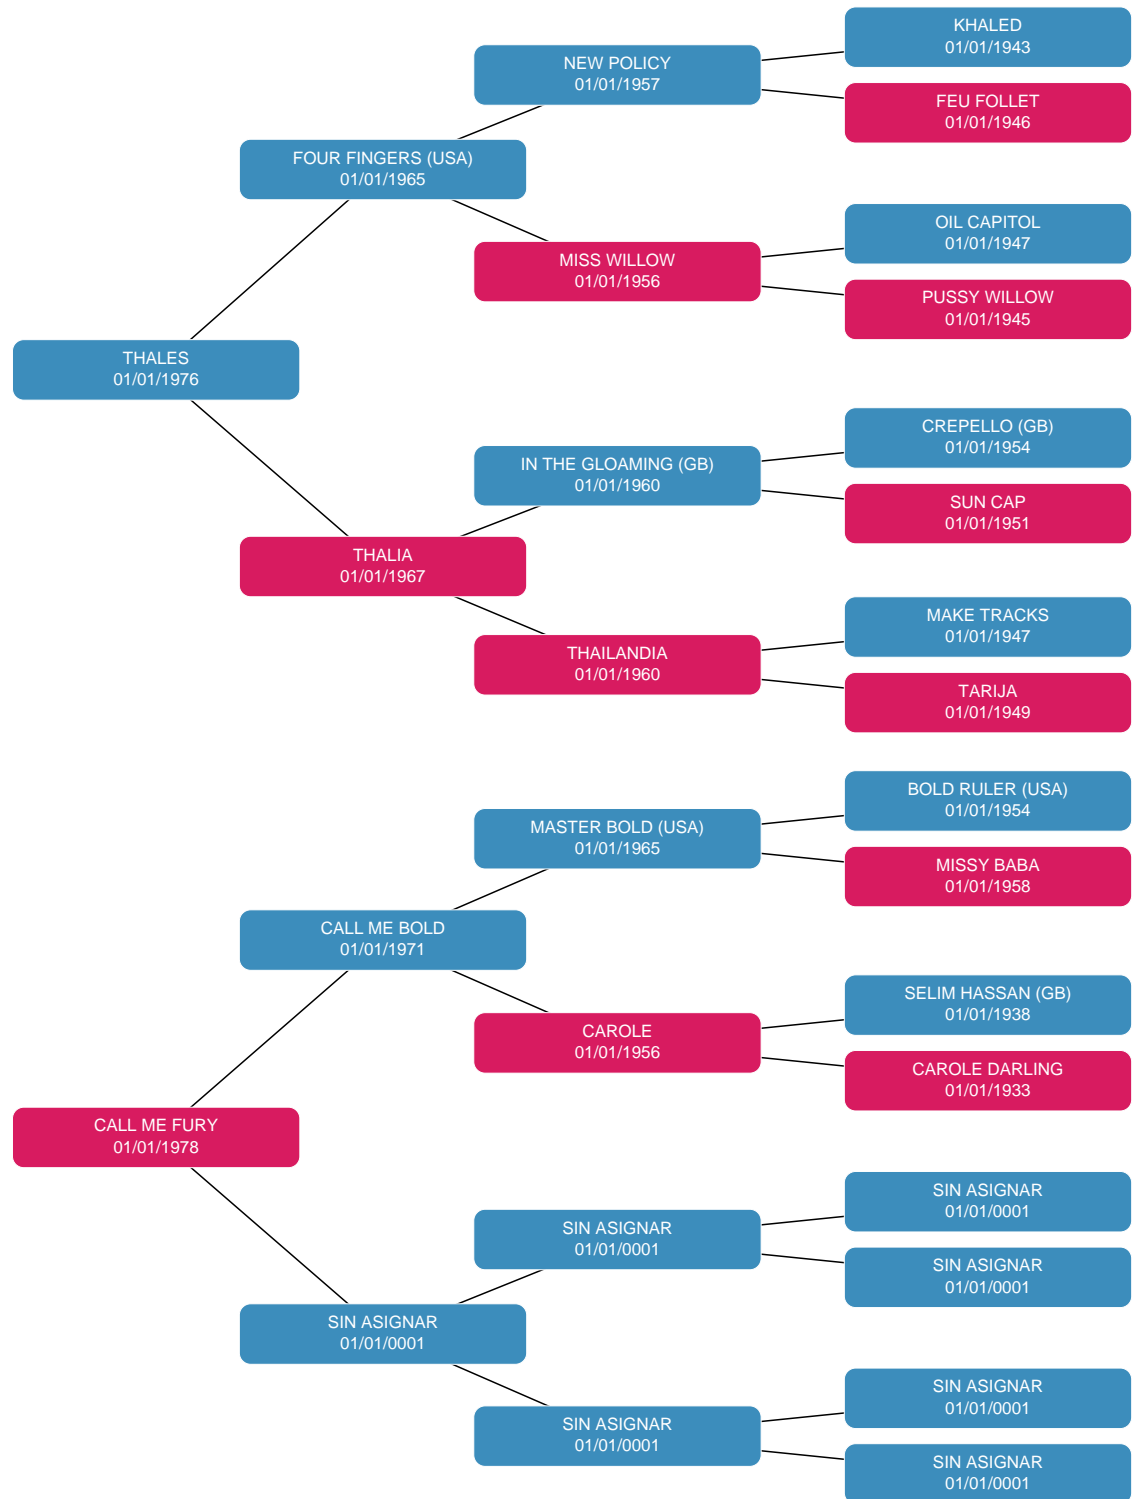 KHALED
01/01/1943
NEW POLICY
01/01/1957
FEU FOLLET
01/01/1946
FOUR FINGERS (USA)
01/01/1965
OIL CAPITOL
01/01/1947
MISS WILLOW
01/01/1956
PUSSY WILLOW
01/01/1945
THALES
01/01/1976
CREPELLO (GB)
01/01/1954
IN THE GLOAMING (GB)
01/01/1960
SUN CAP
01/01/1951
THALIA
01/01/1967
MAKE TRACKS
01/01/1947
THAILANDIA
01/01/1960
TARIJA
01/01/1949
BOLD RULER (USA)
01/01/1954
MASTER BOLD (USA)
01/01/1965
MISSY BABA
01/01/1958
CALL ME BOLD
01/01/1971
SELIM HASSAN (GB)
01/01/1938
CAROLE
01/01/1956
CAROLE DARLING
01/01/1933
CALL ME FURY
01/01/1978
SIN ASIGNAR
01/01/0001
SIN ASIGNAR
01/01/0001
SIN ASIGNAR
01/01/0001
SIN ASIGNAR
01/01/0001
SIN ASIGNAR
01/01/0001
SIN ASIGNAR
01/01/0001
SIN ASIGNAR
01/01/0001